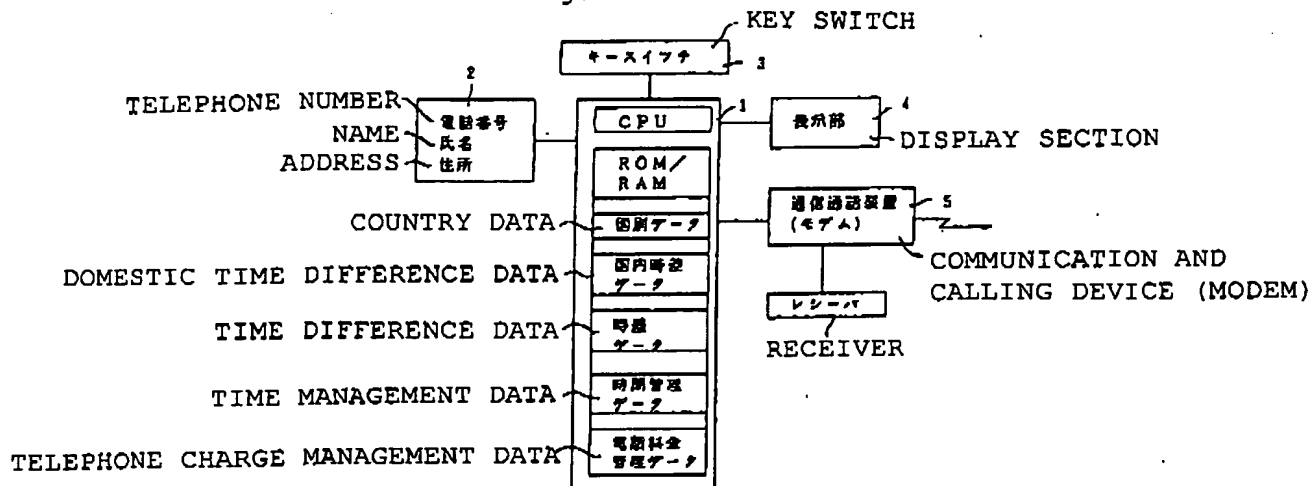 KEY SWITCH
キースイッチ 3
2
TELEPHONE NUMBER
電話番号
NAME
氏名
ADDRESS
住所
1
CPU
4
表示部
DISPLAY SECTION
ROM/
RAM
通信通話装置
(モデム)
5
COUNTRY DATA
国別データ
COMMUNICATION AND
CALLING DEVICE (MODEM)
DOMESTIC TIME DIFFERENCE DATA
国内時差
データ
レシーバ
RECEIVER
TIME DIFFERENCE DATA
時差
データ
TIME MANAGEMENT DATA
時間管理
データ
TELEPHONE CHARGE MANAGEMENT DATA
電話料金
管理データ